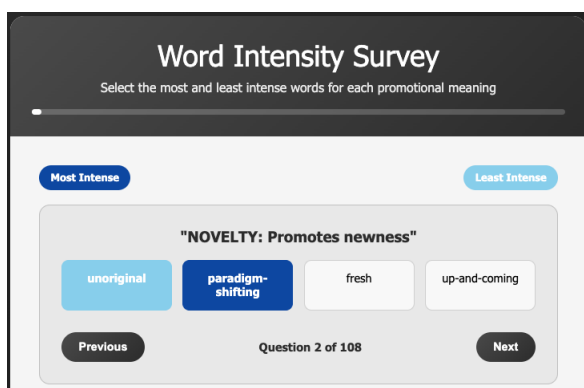 Word Intensity Survey
Select the most and least intense words for each promotional meaning
Most Intense
Least Intense
"NOVELTY: Promotes newness"
unoriginal
paradigm-
shifting
fresh
up-and-coming
Previous
Question 2 of 108
Next